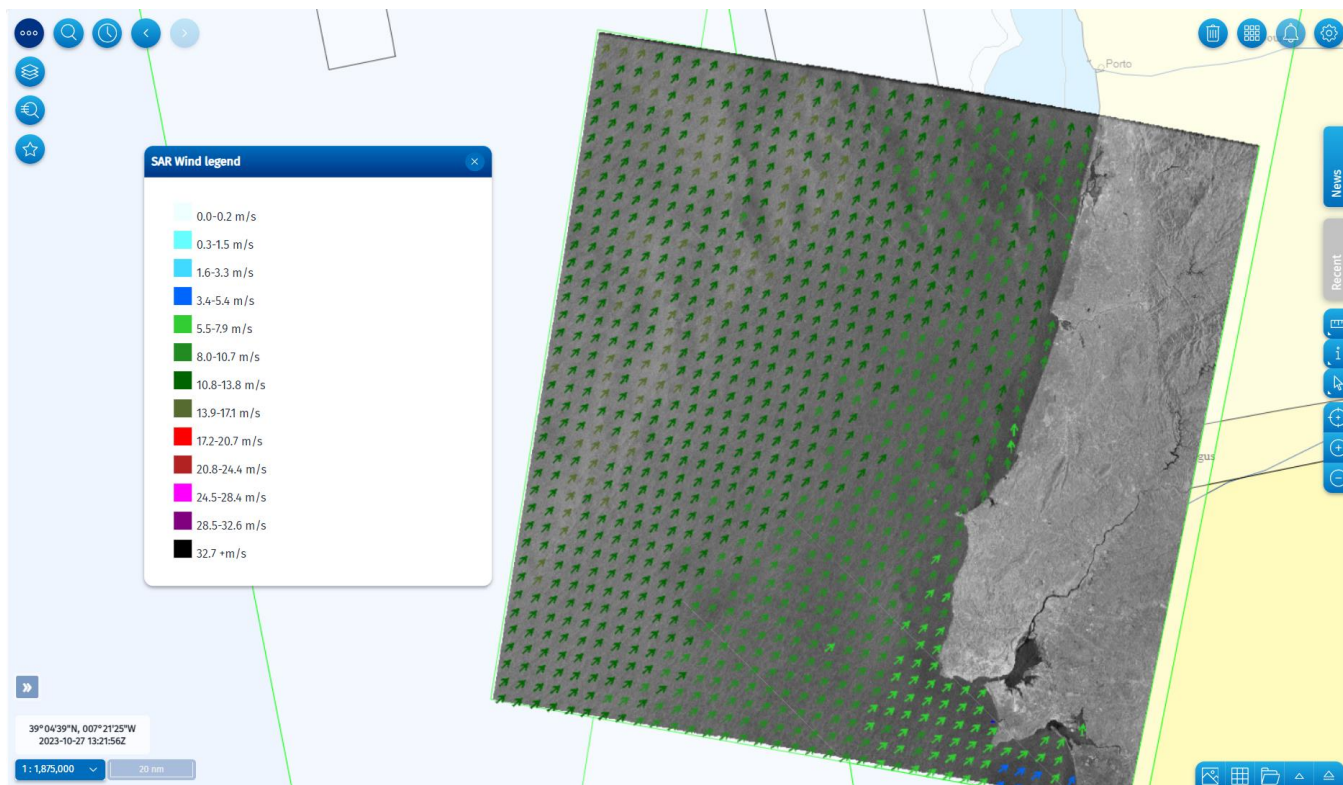 Porto
SAR Wind legend
0.0-0.2 m/s
0.3-1.5 m/s
1.6-3.3 m/s
3.4-5.4 m/s
5.5-7.9 m/s
8.0-10.7 m/s
10.8-13.8 m/s
13.9-17.1 m/s
17.2-20.7 m/s
20.8-24.4 m/s
24.5-28.4 m/s
28.5-32.6 m/s
32.7 +m/s
News
Recent
gus
39°04'39"N, 007°21'25"W
2023-10-27 13:21:56Z
1 : 1,875,000
20 nm